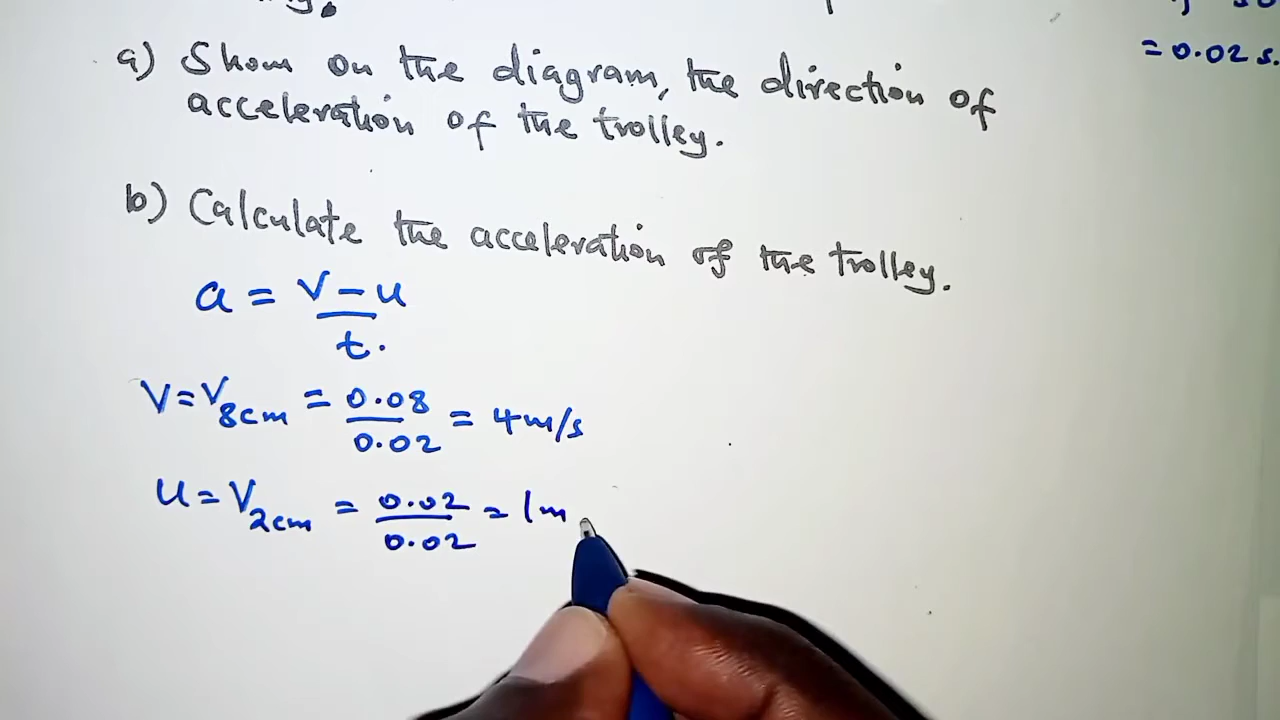 = 0.02 s.
a) Show on the diagram, the direction of
acceleration of the trolley.
b) Calculate the acceleration of the trolley.
a = v - u
t.
V = V8cm = 0.08 = 4 m/s
0.02
u = V2cm = 0.02 = 1m
0.02